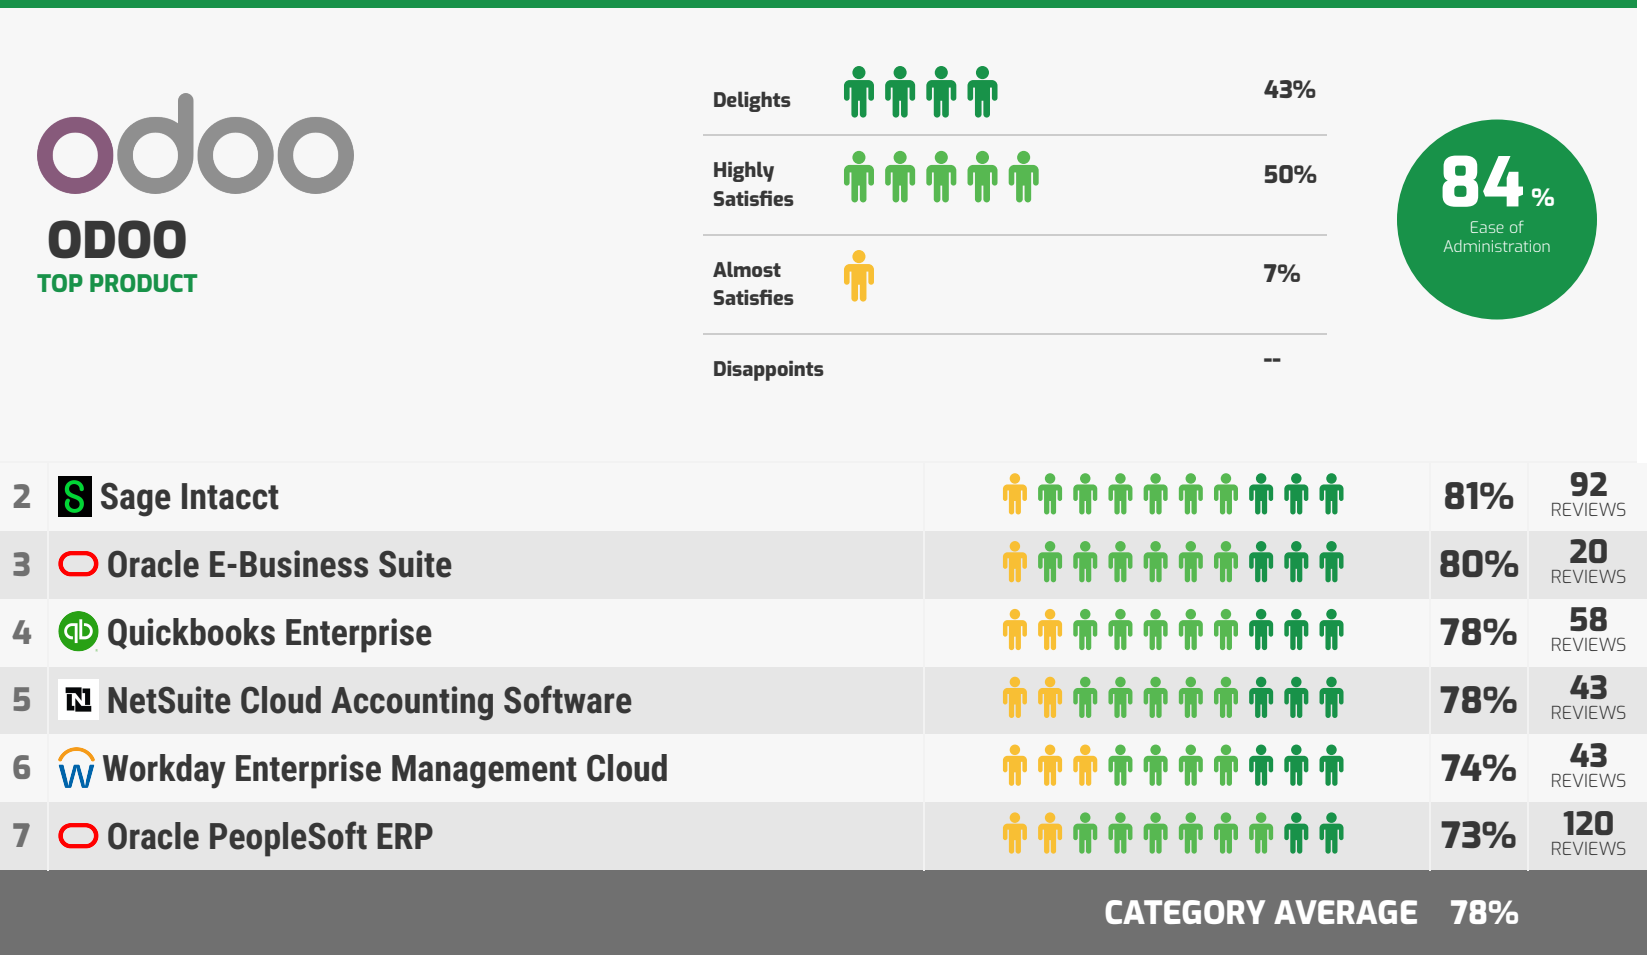 odoo
ODOO
TOP PRODUCT
Delights
43%
Highly
Satisfies
50%
Almost
Satisfies
7%
Disappoints
--
84 %
Ease of
Administration
2 S Sage Intacct 81% 92 REVIEWS
3 Oracle E-Business Suite 80% 20 REVIEWS
4 qb Quickbooks Enterprise 78% 58 REVIEWS
5 N NetSuite Cloud Accounting Software 78% 43 REVIEWS
6 W Workday Enterprise Management Cloud 74% 43 REVIEWS
7 Oracle PeopleSoft ERP 73% 120 REVIEWS
CATEGORY AVERAGE 78%